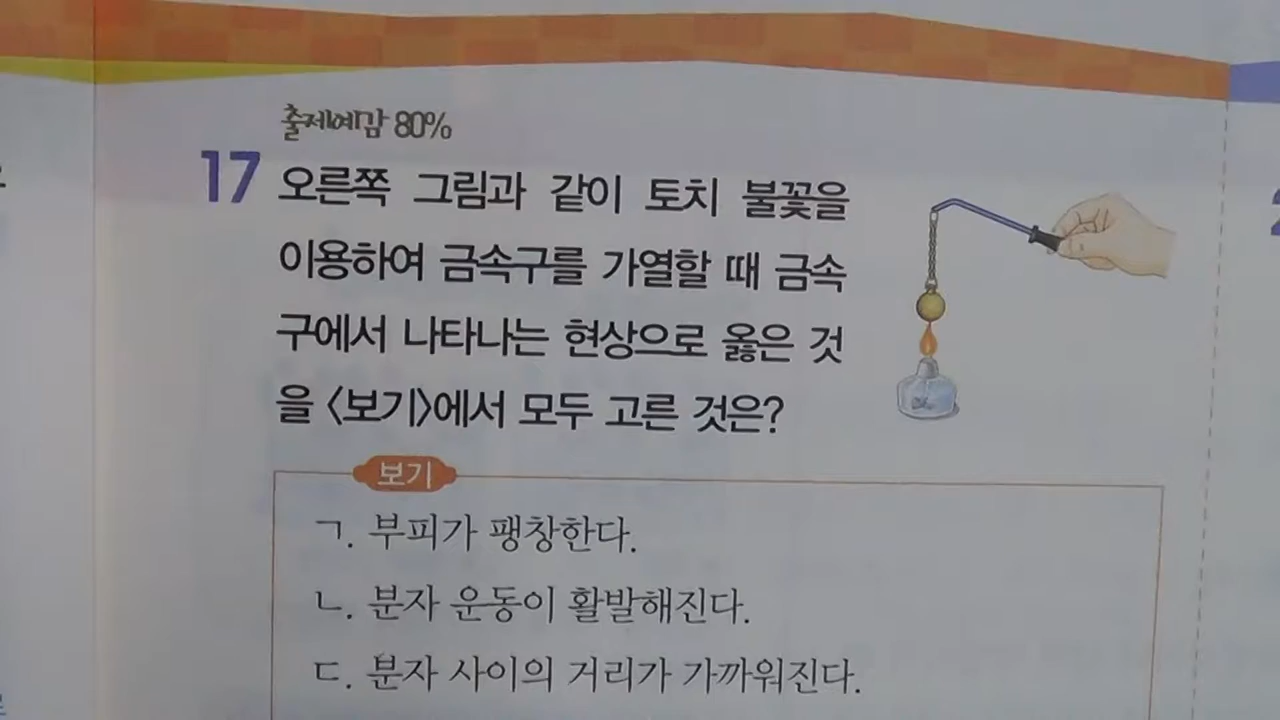 출제예감 80%
17 오른쪽 그림과 같이 토치 불꽃을
이용하여 금속구를 가열할 때 금속
구에서 나타나는 현상으로 옳은 것
을 <보기>에서 모두 고른 것은?
보기
ㄱ. 부피가 팽창한다.
ㄴ. 분자 운동이 활발해진다.
ㄷ. 분자 사이의 거리가 가까워진다.